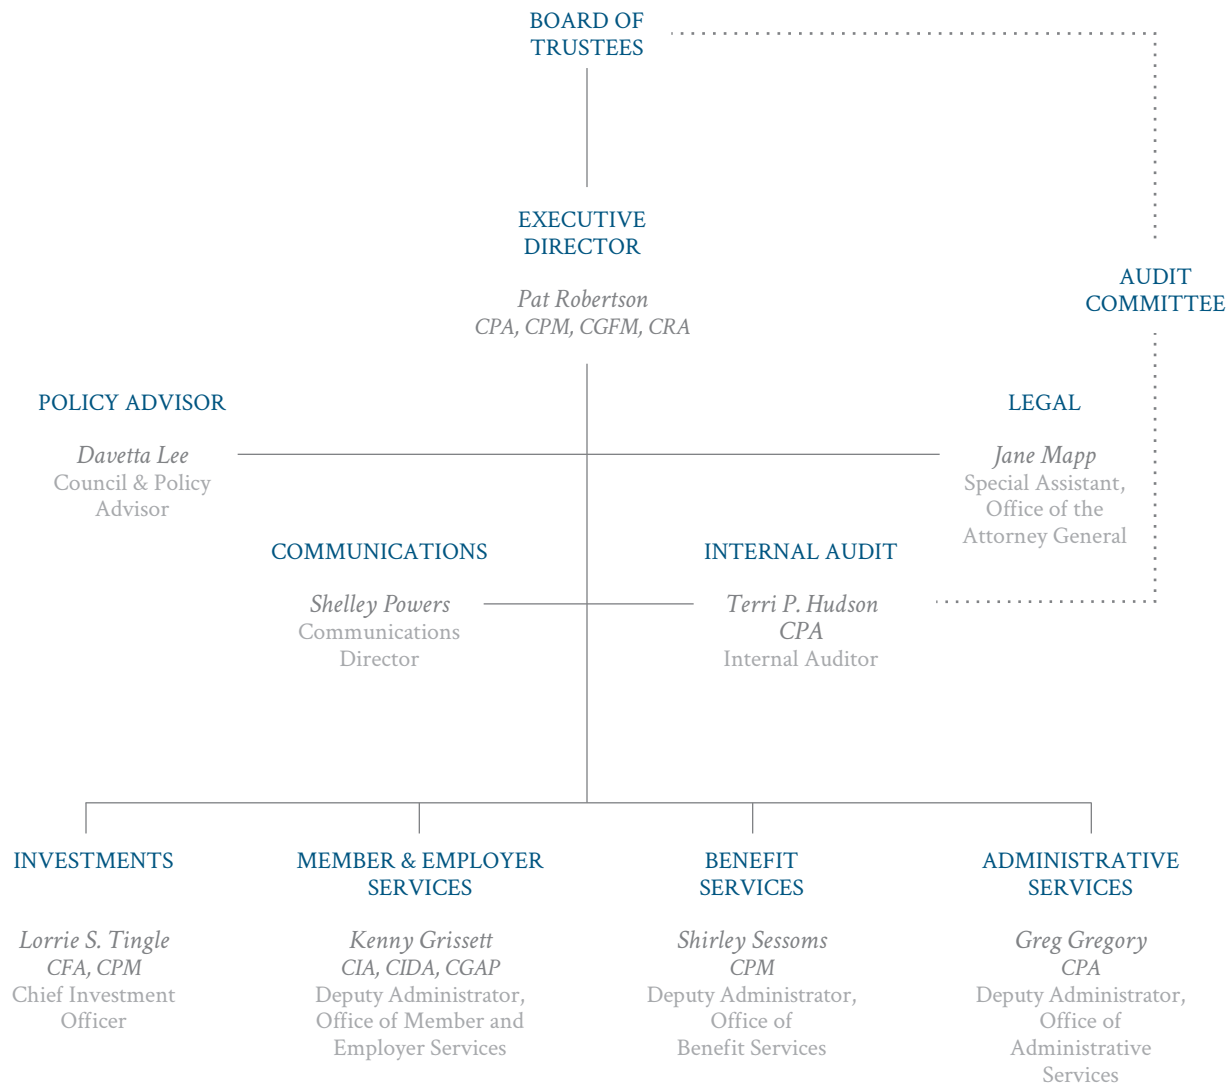 BOARD OF
TRUSTEES
EXECUTIVE
DIRECTOR
Pat Robertson
CPA, CPM, CGFM, CRA
AUDIT
COMMITTEE
POLICY ADVISOR
Davetta Lee
Council & Policy
Advisor
LEGAL
Jane Mapp
Special Assistant,
Office of the
Attorney General
COMMUNICATIONS
Shelley Powers
Communications
Director
INTERNAL AUDIT
Terri P. Hudson
CPA
Internal Auditor
INVESTMENTS
Lorrie S. Tingle
CFA, CPM
Chief Investment
Officer
MEMBER & EMPLOYER
SERVICES
Kenny Grissett
CIA, CIDA, CGAP
Deputy Administrator,
Office of Member and
Employer Services
BENEFIT
SERVICES
Shirley Sessoms
CPM
Deputy Administrator,
Office of
Benefit Services
ADMINISTRATIVE
SERVICES
Greg Gregory
CPA
Deputy Administrator,
Office of
Administrative
Services